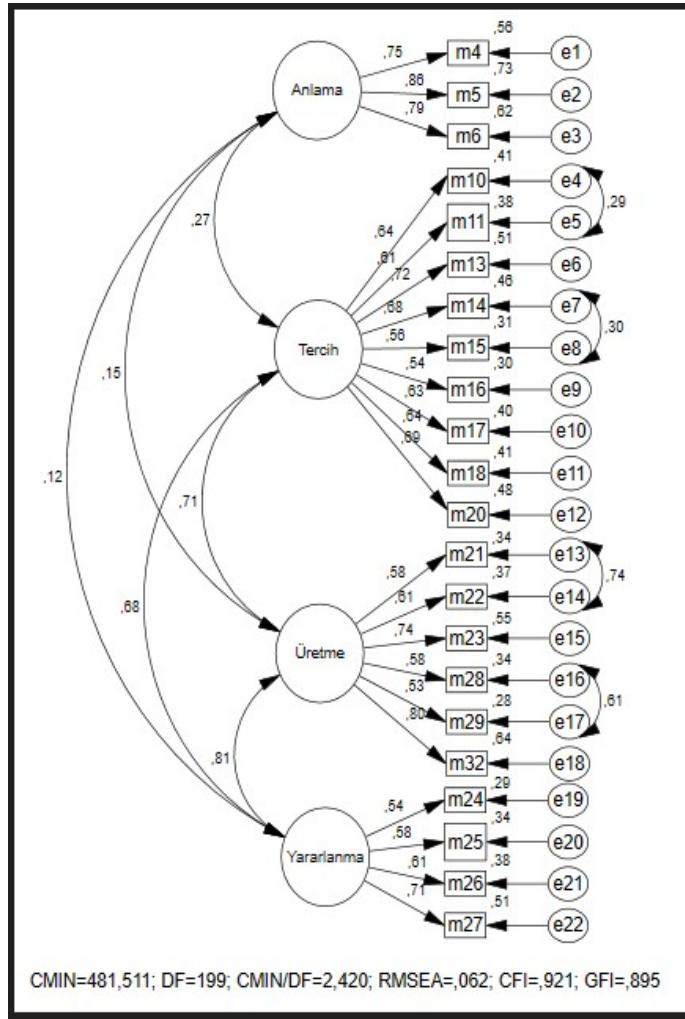 ,56
,75 m4 e1
,73
Anlama ,86 m5 e2
,62
,79 m6 e3
,41
m10 e4
,38 ,29
,27 ,64 m11 e5
,51
,61 ,72 m13 e6
,46
,68 m14 e7
,31 ,30
Tercih ,56 m15 e8
,30
,54 m16 e9
,15 ,63 ,40
m17 e10
,64 ,41
m18 e11
,69 ,48
,12 m20 e12
,71 ,34
m21 e13
,58 ,37 ,74
,61 m22 e14
,68 ,55
,74 m23 e15
Üretme ,58 ,34
m28 e16
,53 ,28 ,61
m29 e17
,80 ,64
,81 m32 e18
m24 e19
,29
,54 ,34
,58 m25 e20
Yararlanma ,38
,61 m26 e21
,71 ,51
m27 e22
CMIN=481,511; DF=199; CMIN/DF=2,420; RMSEA=,062; CFI=,921; GFI=,895